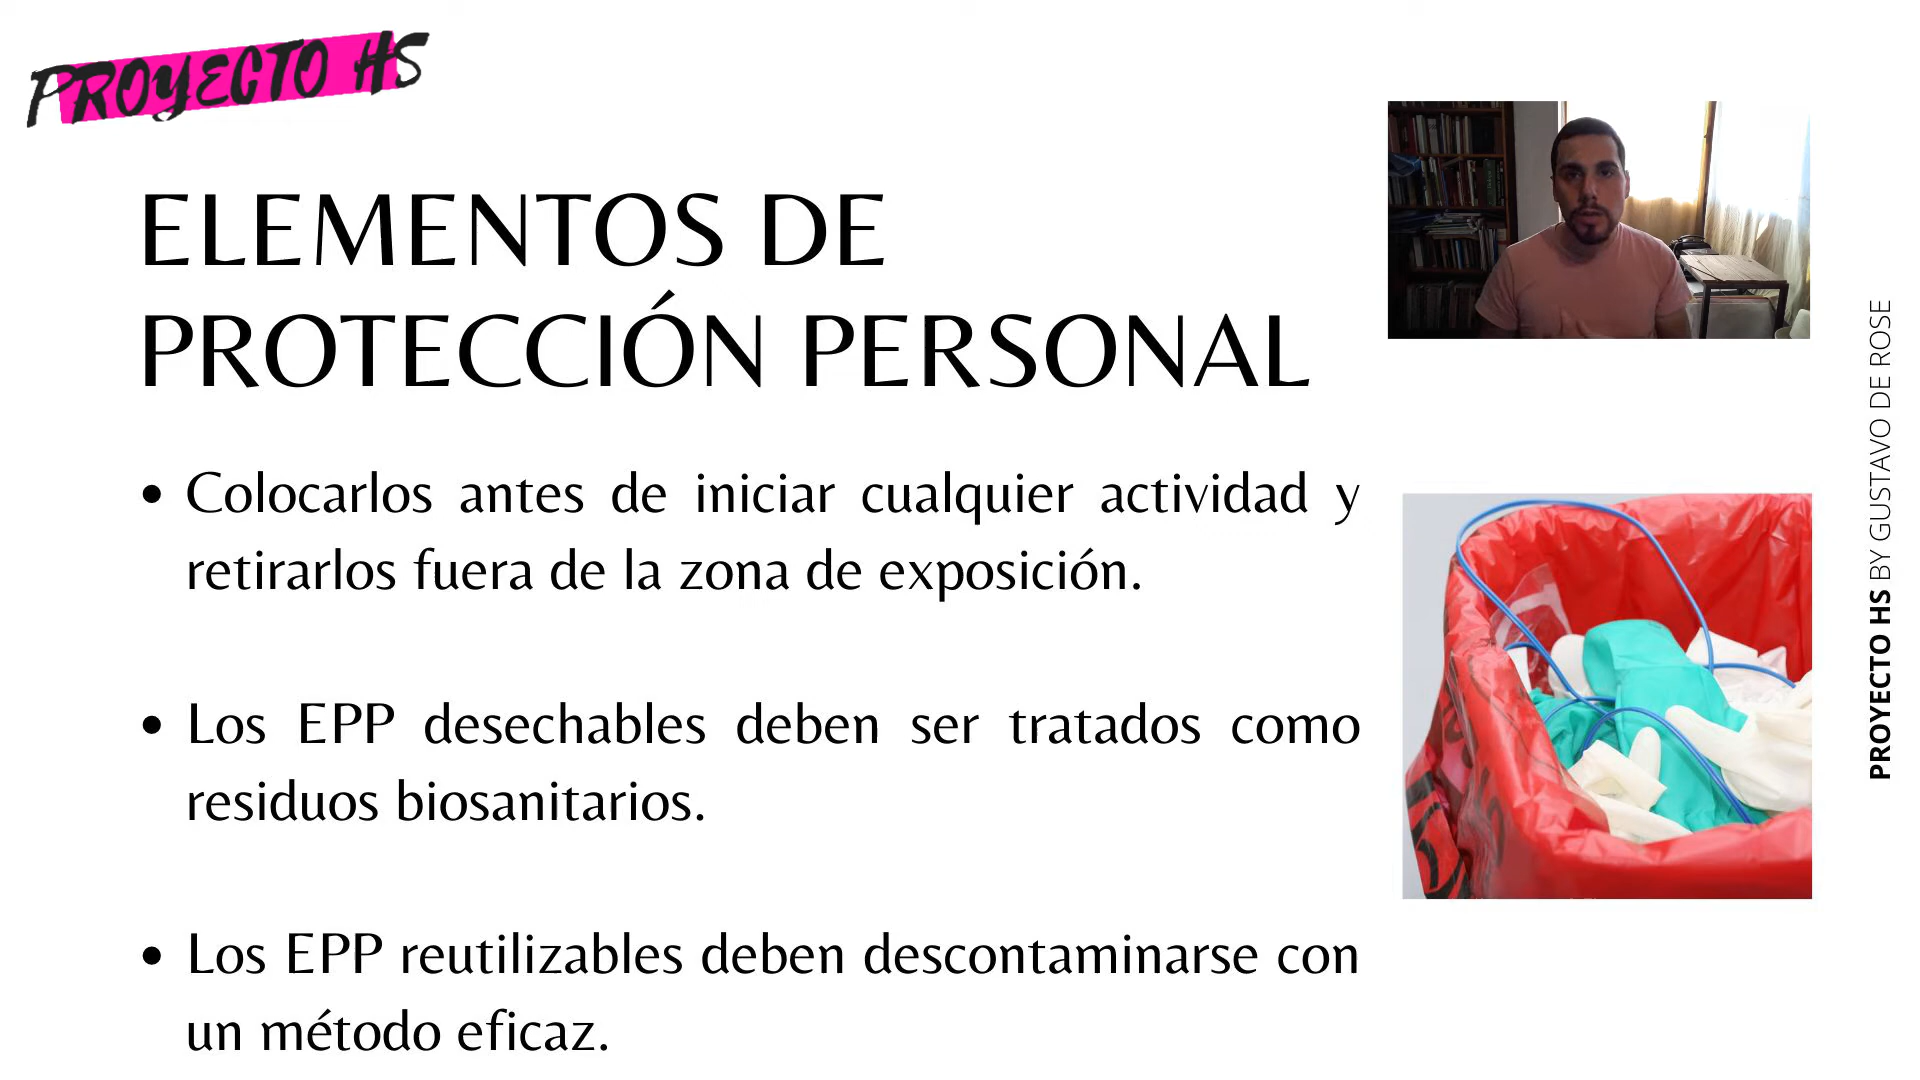 PROYECTO HS
ELEMENTOS DE
PROTECCIÓN PERSONAL
• Colocarlos antes de iniciar cualquier actividad y
retirarlos fuera de la zona de exposición.
• Los EPP desechables deben ser tratados como
residuos biosanitarios.
• Los EPP reutilizables deben descontaminarse con
un método eficaz.
PROYECTO HS BY GUSTAVO DE ROSE